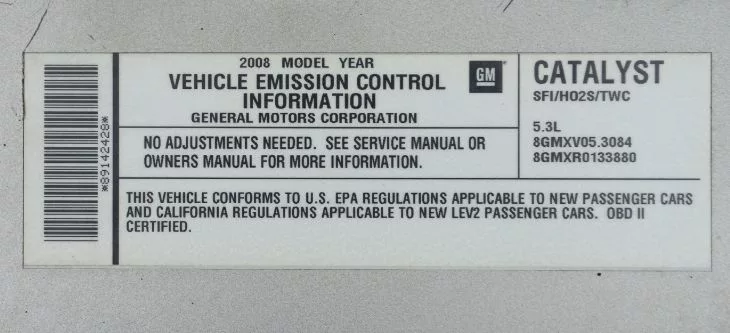 *89142428*
2008 MODEL YEAR
VEHICLE EMISSION CONTROL
INFORMATION
GENERAL MOTORS CORPORATION
GM
NO ADJUSTMENTS NEEDED. SEE SERVICE MANUAL OR
OWNERS MANUAL FOR MORE INFORMATION.
CATALYST
SFI/HO2S/TWC
5.3L
8GMXV05.3084
8GMXR0133880
THIS VEHICLE CONFORMS TO U.S. EPA REGULATIONS APPLICABLE TO NEW PASSENGER CARS
AND CALIFORNIA REGULATIONS APPLICABLE TO NEW LEV2 PASSENGER CARS. OBD II
CERTIFIED.